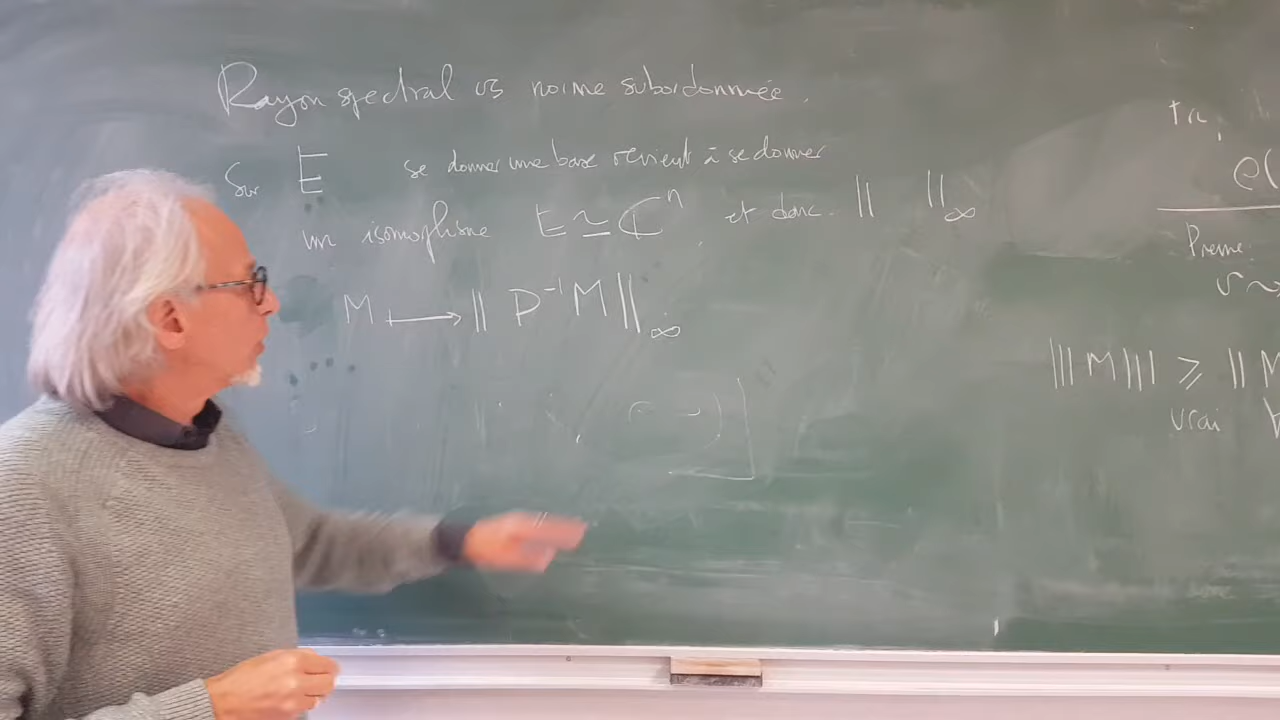 Rayon spectral vs norme subordonnée.
Sur E se donner une base revient à se donner
un isomorphisme E ≃ ℂⁿ, et donc. ‖ ‖∞
M ⟼ ‖ P⁻¹M ‖∞
tr,
ρ(
Preuve
|||M||| ⩾ ‖ M
vrai ∀